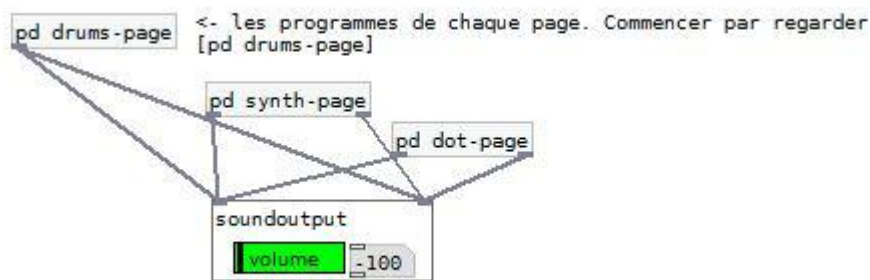 pd drums-page
<- les programmes de chaque page. Commencer par regarder
[pd drums-page]
pd synth-page
pd dot-page
soundoutput
volume
-100